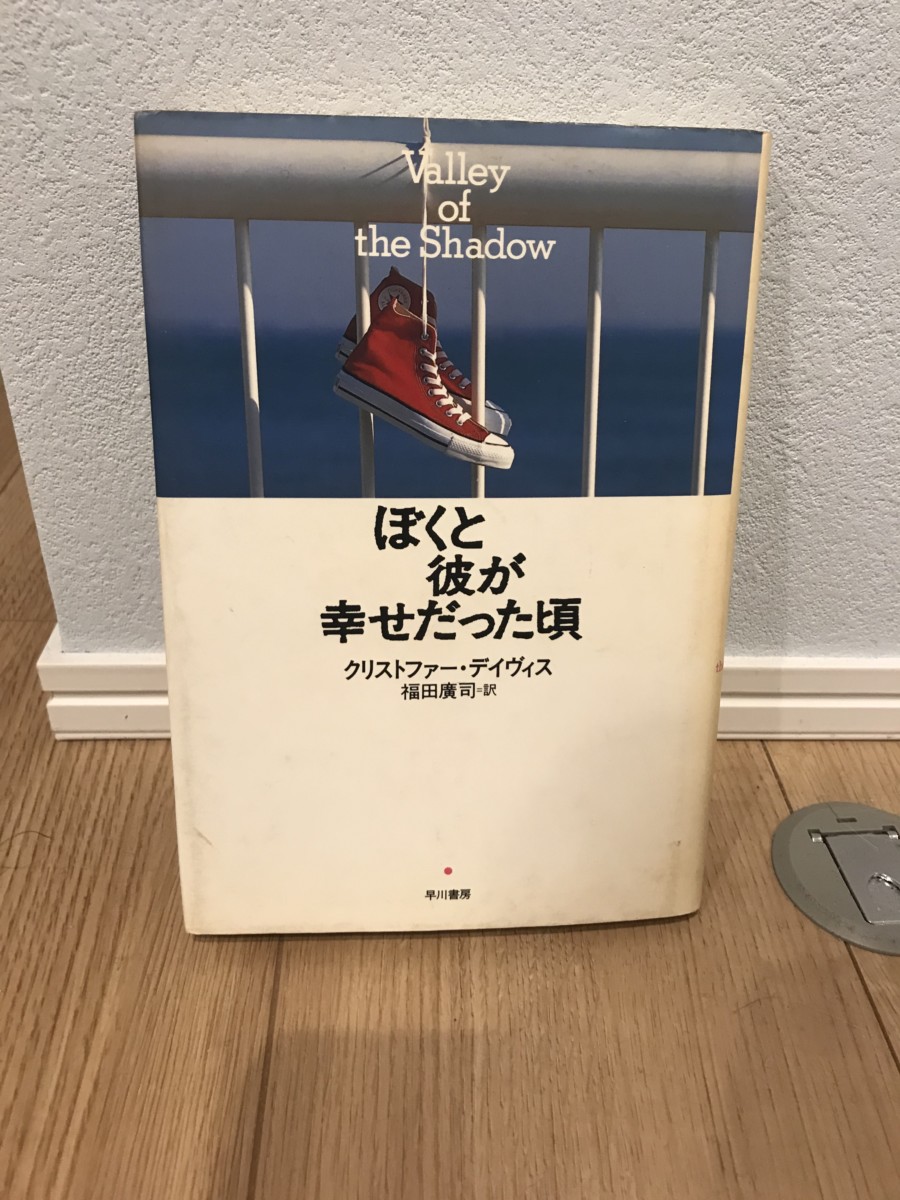 Valley
of
the Shadow
ぼくと
彼が
幸せだった頃
クリストファー・デイヴィス
福田廣司=訳
早川書房